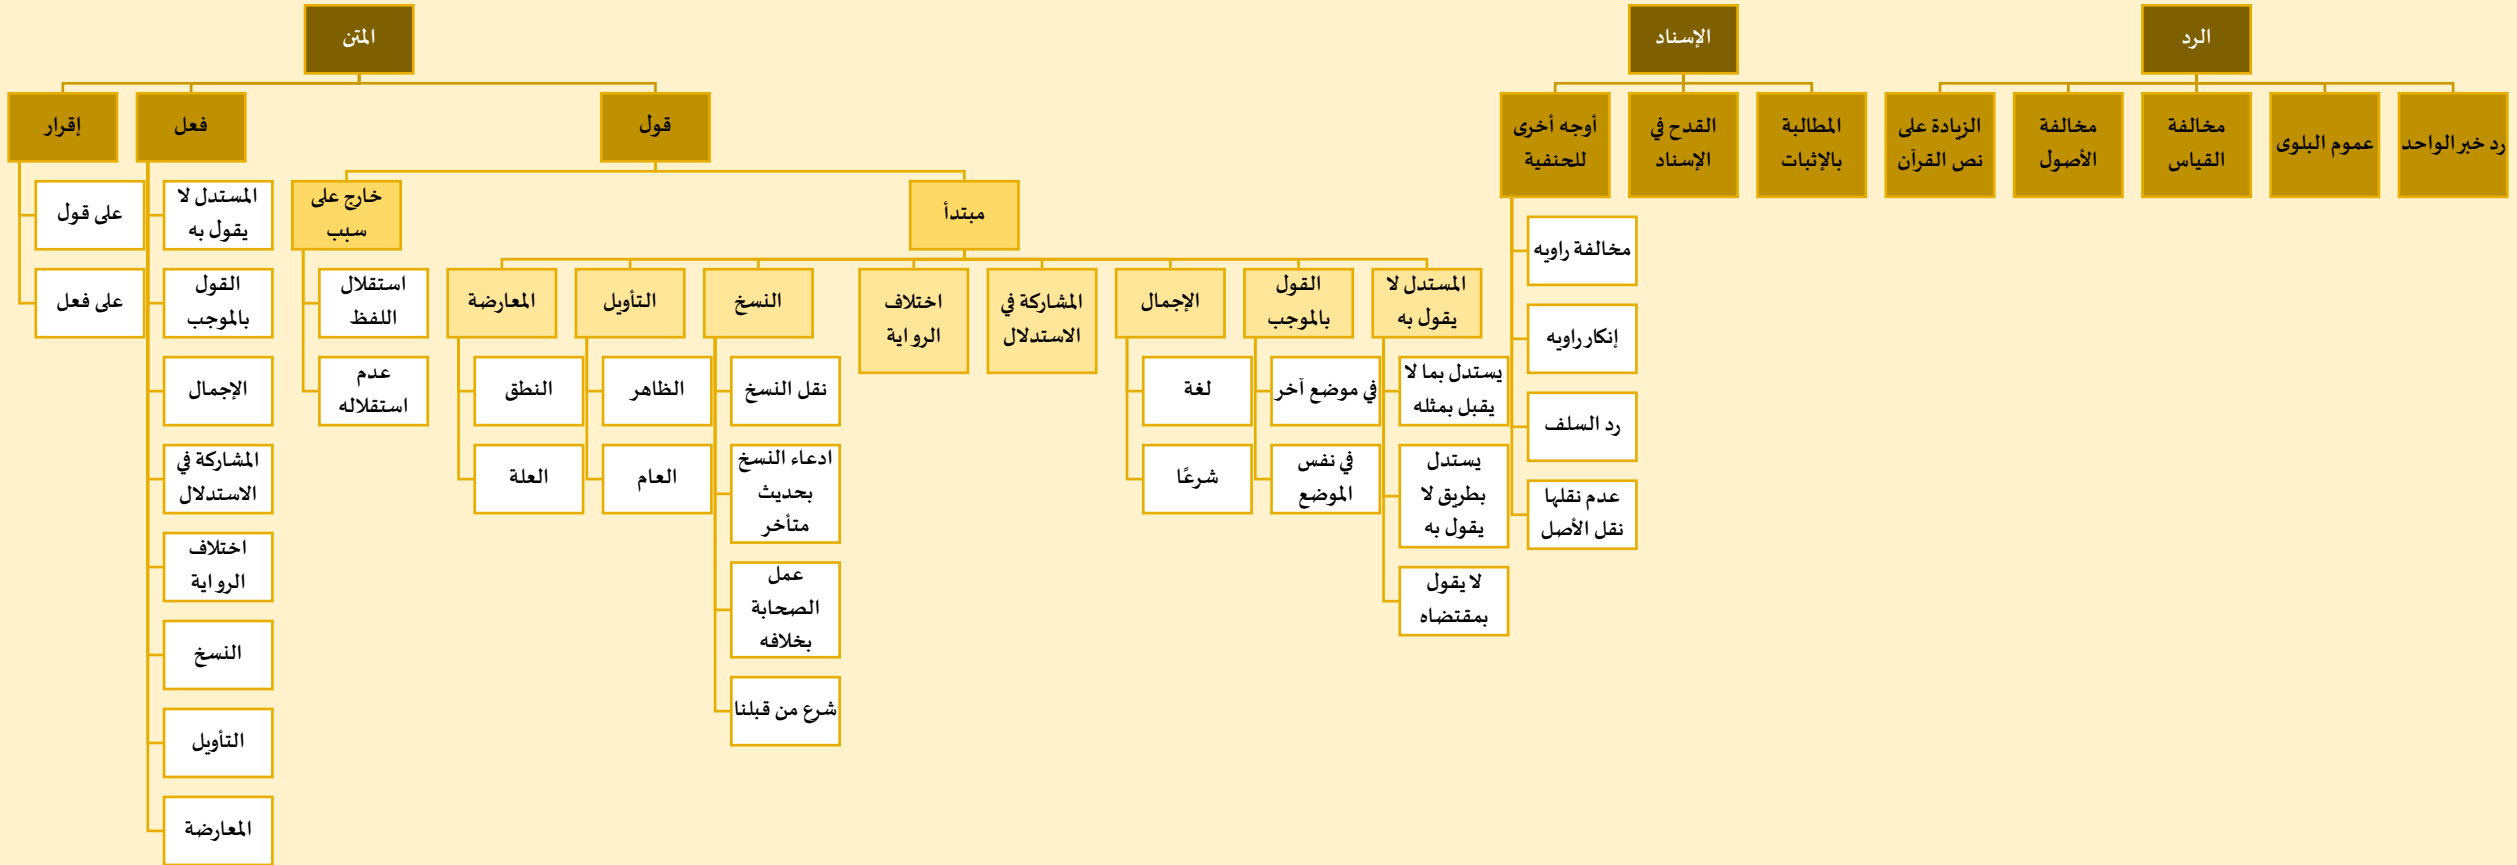 الرد
رد خبر الواحد
عموم البلوى
مخالفة
القياس
مخالفة
الأصول
الزيادة على
نص القرآن
الإسناد
المطالبة
بالإثبات
القدح في
الإسناد
أوجه أخرى
للحنفية
مخالفة راويه
إنكار راويه
رد السلف
عدم نقلها
نقل الأصل
المتن
قول
مبتدأ
المستدل لا
يقول به
يستدل بما لا
يقبل بمثله
يستدل
بطريق لا
يقول به
لا يقول
بمقتضاه
القول
بالموجب
في موضع آخر
في نفس
الموضع
الإجمال
لغة
شرعًا
المشاركة في
الاستدلال
اختلاف
الرواية
النسخ
نقل النسخ
ادعاء النسخ
بحديث
متأخر
عمل
الصحابة
بخلافه
شرع من قبلنا
التأويل
الظاهر
العام
المعارضة
النطق
العلة
خارج على
سبب
استقلال
اللفظ
عدم
استقلاله
فعل
المستدل لا
يقول به
القول
بالموجب
الإجمال
المشاركة في
الاستدلال
اختلاف
الرواية
النسخ
التأويل
المعارضة
إقرار
على قول
على فعل